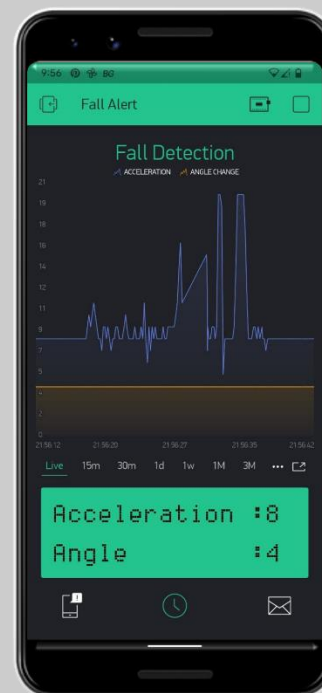 9:56 BG
Fall Alert
Fall Detection
ACCELERATION ANGLE CHANGE
21
19
18
16
14
12
11
9
7
5
4
2
0
21:56:12 21:56:20 21:56:27 21:56:35 21:56:42
Live 15m 30m 1d 1w 1M 3M •••
Acceleration :8
Angle :4